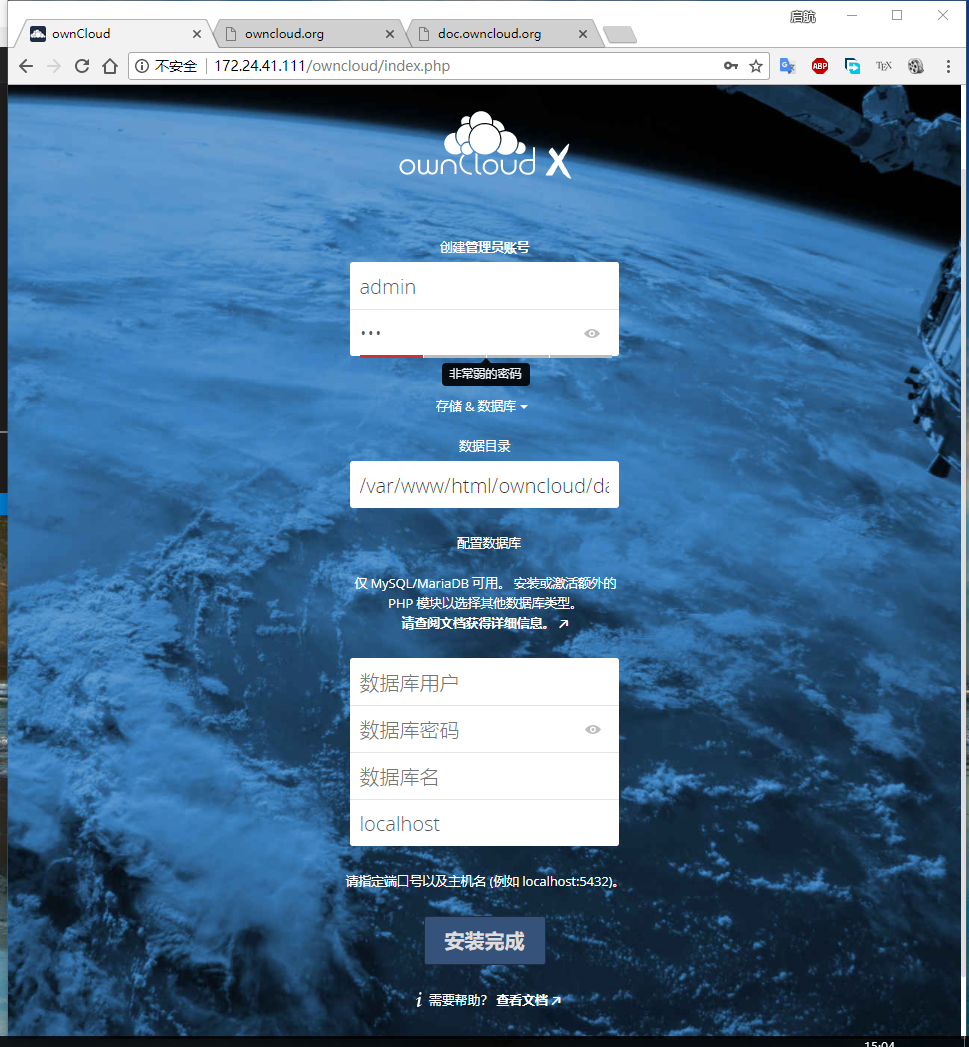 启航
ownCloud
owncloud.org
doc.owncloud.org
不安全 172.24.41.111/owncloud/index.php
ABP
TEX
ownCloud X
创建管理员账号
admin
•••
非常弱的密码
存储 & 数据库
数据目录
/var/www/html/owncloud/da
配置数据库
仅 MySQL/MariaDB 可用。 安装或激活额外的
PHP 模块以选择其他数据库类型。
请查阅文档获得详细信息。 ↗
数据库用户
数据库密码
数据库名
localhost
请指定端口号以及主机名 (例如 localhost:5432)。
安装完成
i 需要帮助? 查看文档 ↗
15:04